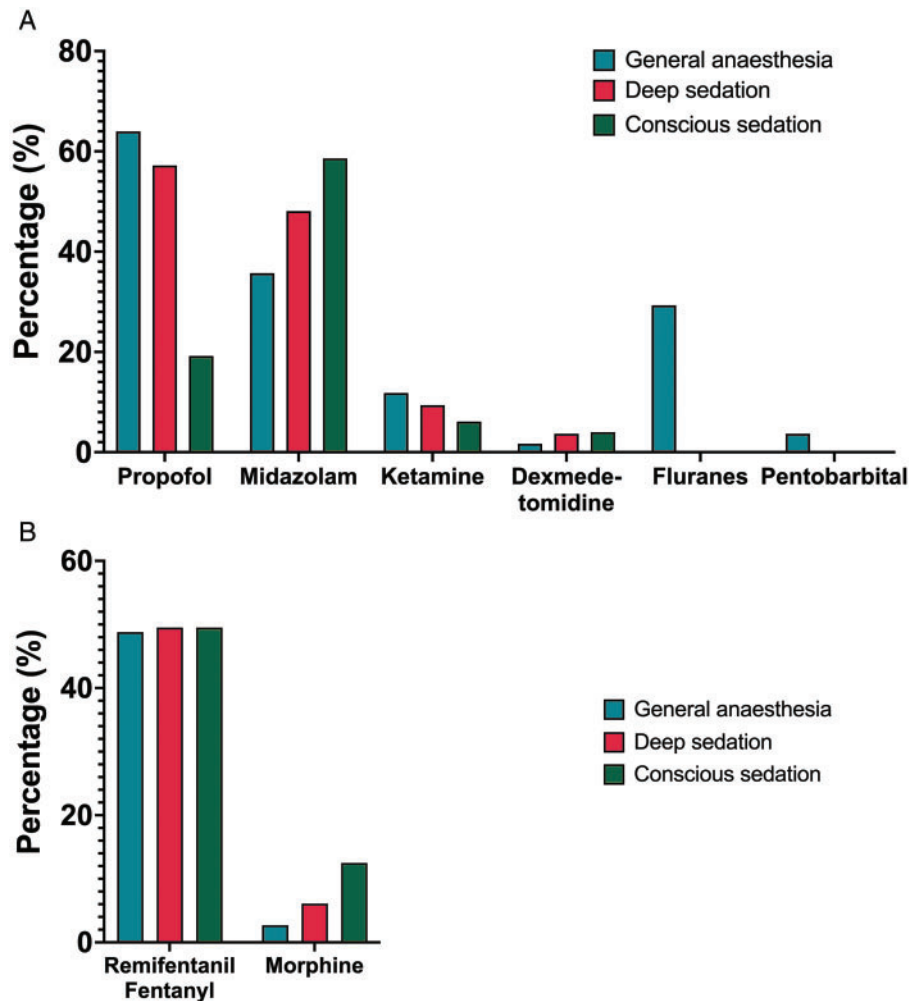 A
80
60
40
20
0
Percentage (%)
General anaesthesia
Deep sedation
Conscious sedation
Propofol Midazolam Ketamine Dexmede- Fluranes Pentobarbital
tomidine
B
60
40
20
0
Percentage (%)
General anaesthesia
Deep sedation
Conscious sedation
Remifentanil Morphine
Fentanyl